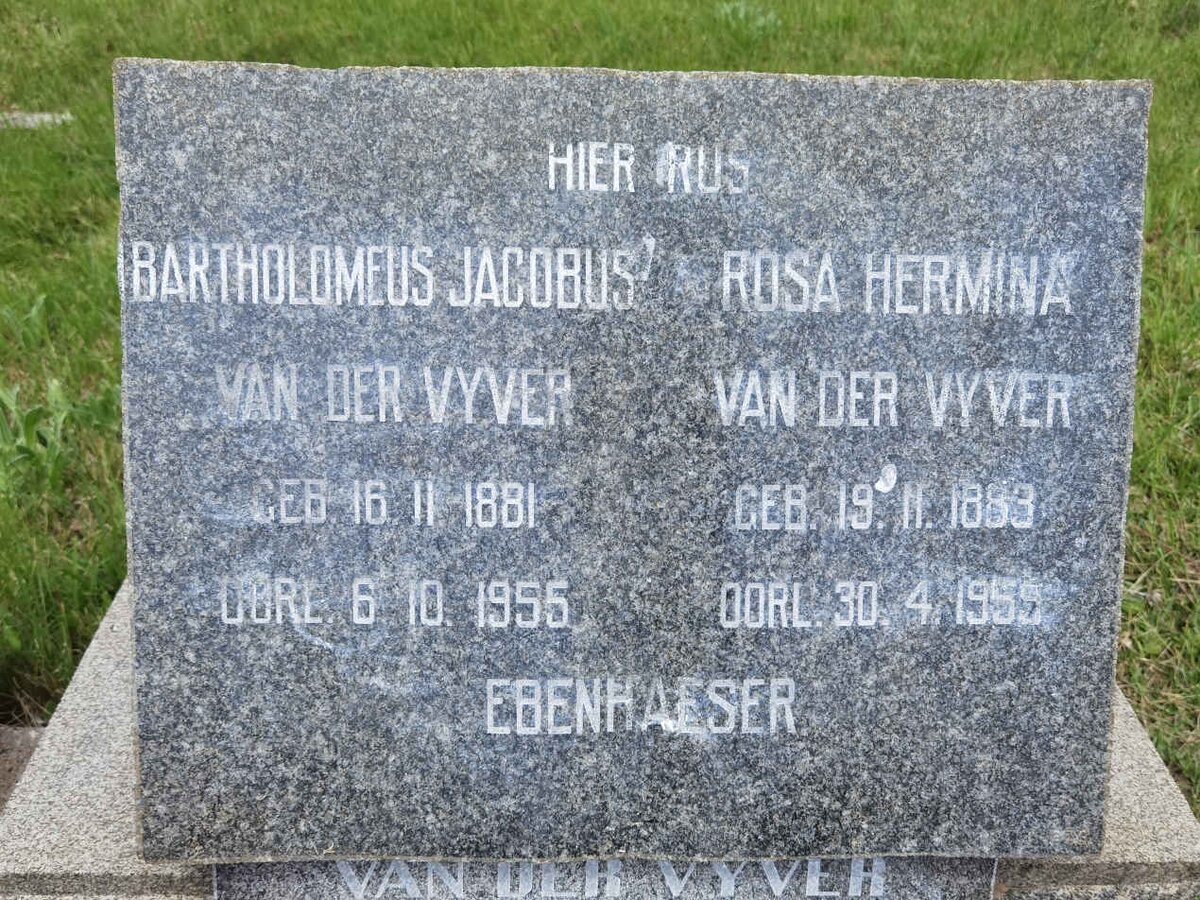 HIER RUS
BARTHOLOMEUS JACOBUS
VAN DER VYVER
GEB 16 11 1881
OORL. 6 10. 1955
ROSA HERMINA
VAN DER VYVER
GEB. 19. 11. 1883
OORL. 30. 4. 1955
EBENHAESER
VAN DER VYVER